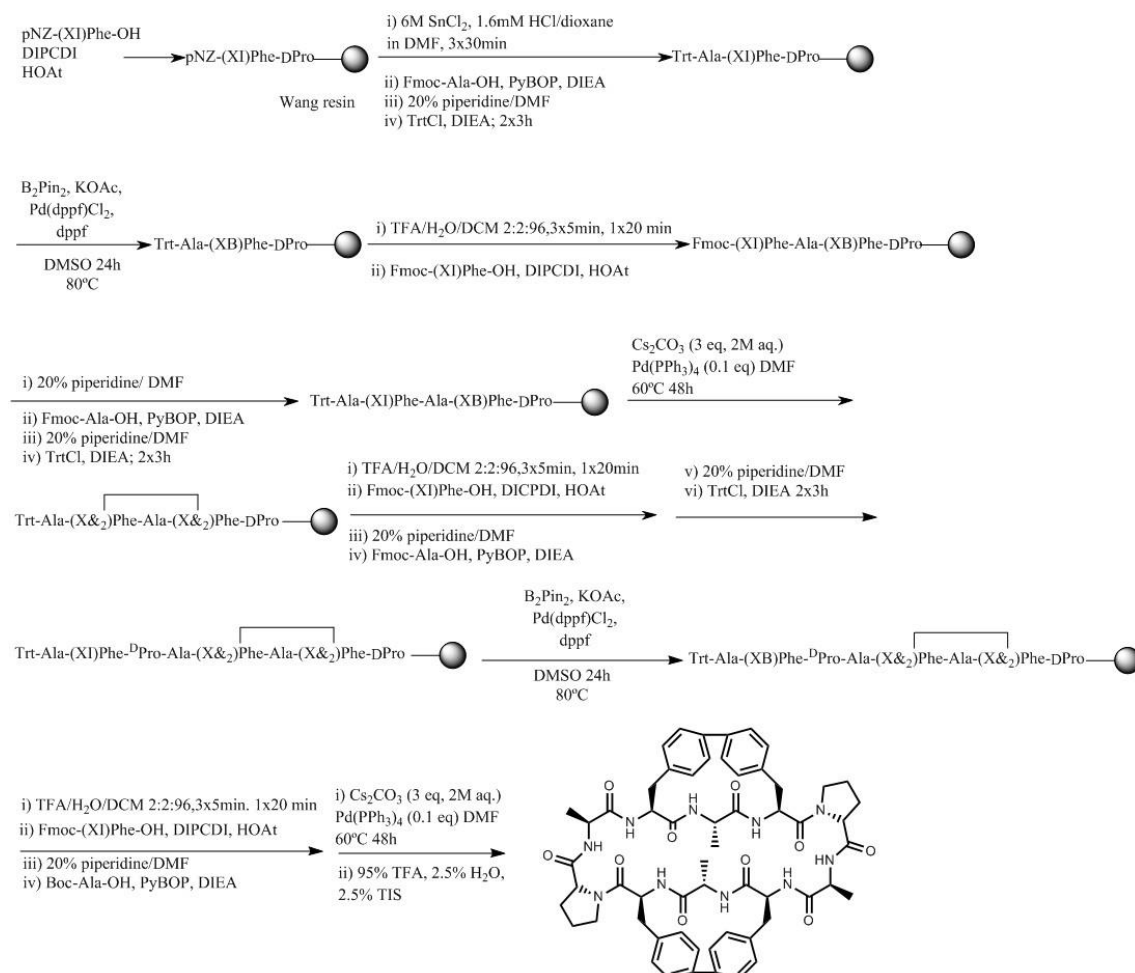 pNZ-(XI)Phe-OH
DIPCDI
HOAt
pNZ-(XI)Phe-DPro
Wang resin
i) 6M SnCl₂, 1.6mM HCl/dioxane
in DMF, 3x30min
ii) Fmoc-Ala-OH, PyBOP, DIEA
iii) 20% piperidine/DMF
iv) TrtCl, DIEA; 2x3h
Trt-Ala-(XI)Phe-DPro
B₂Pin₂, KOAc,
Pd(dppf)Cl₂,
dppf
DMSO 24h
80ºC
Trt-Ala-(XB)Phe-DPro
i) TFA/H₂O/DCM 2:2:96,3x5min, 1x20 min
ii) Fmoc-(XI)Phe-OH, DIPCDI, HOAt
Fmoc-(XI)Phe-Ala-(XB)Phe-DPro
i) 20% piperidine/ DMF
ii) Fmoc-Ala-OH, PyBOP, DIEA
iii) 20% piperidine/DMF
iv) TrtCl, DIEA; 2x3h
Trt-Ala-(XI)Phe-Ala-(XB)Phe-DPro
Cs₂CO₃ (3 eq, 2M aq.)
Pd(PPh₃)₄ (0.1 eq) DMF
60ºC 48h
Trt-Ala-(X&₂)Phe-Ala-(X&₂)Phe-DPro
i) TFA/H₂O/DCM 2:2:96,3x5min, 1x20min
ii) Fmoc-(XI)Phe-OH, DICPDI, HOAt
iii) 20% piperidine/DMF
iv) Fmoc-Ala-OH, PyBOP, DIEA
v) 20% piperidine/DMF
vi) TrtCl, DIEA 2x3h
Trt-Ala-(XI)Phe-ᴰPro-Ala-(X&₂)Phe-Ala-(X&₂)Phe-DPro
B₂Pin₂, KOAc,
Pd(dppf)Cl₂,
dppf
DMSO 24h
80ºC
Trt-Ala-(XB)Phe-ᴰPro-Ala-(X&₂)Phe-Ala-(X&₂)Phe-DPro
i) TFA/H₂O/DCM 2:2:96,3x5min. 1x20 min
ii) Fmoc-(XI)Phe-OH, DIPCDI, HOAt
iii) 20% piperidine/DMF
iv) Boc-Ala-OH, PyBOP, DIEA
i) Cs₂CO₃ (3 eq, 2M aq.)
Pd(PPh₃)₄ (0.1 eq) DMF
60ºC 48h
ii) 95% TFA, 2.5% H₂O,
2.5% TIS
O O O
N
H
N
H
N
H
O O O
N
NH
HN
O
O
N
O
H
N
O
N
H
O
H
N
O
N
H
O